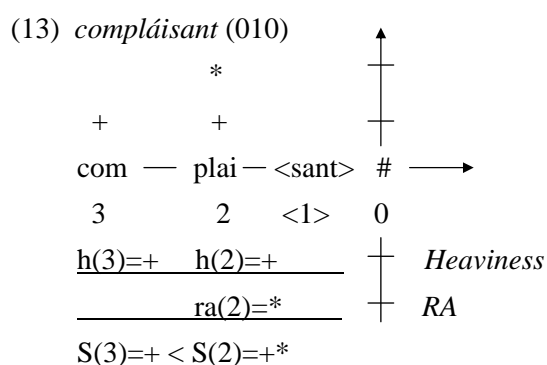 (13) compláisant (010)
*
+ +
com — plai — <sant> #
3 2 <1> 0
h(3)=+ h(2)=+ Heaviness
ra(2)=* RA
S(3)=+ < S(2)=+*